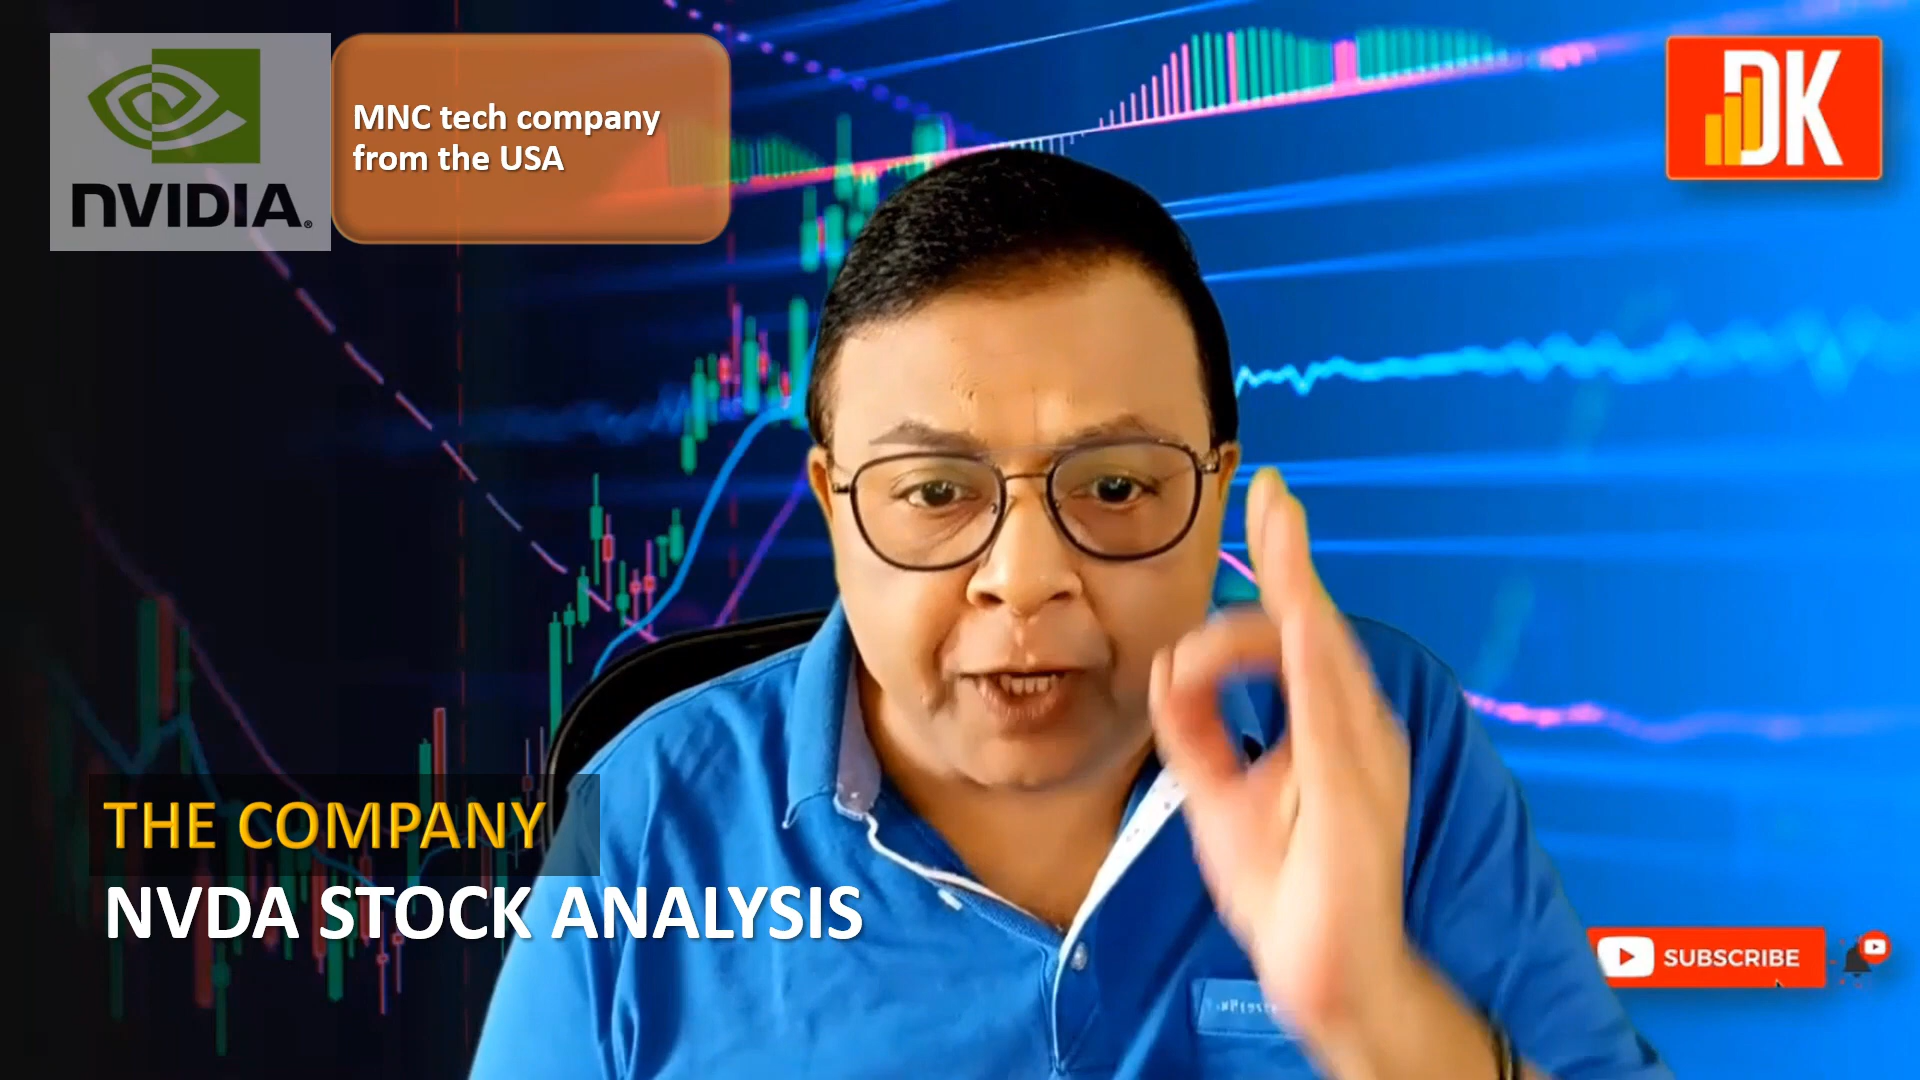 NVIDIA®
MNC tech company
from the USA
DK
THE COMPANY
NVDA STOCK ANALYSIS
SUBSCRIBE